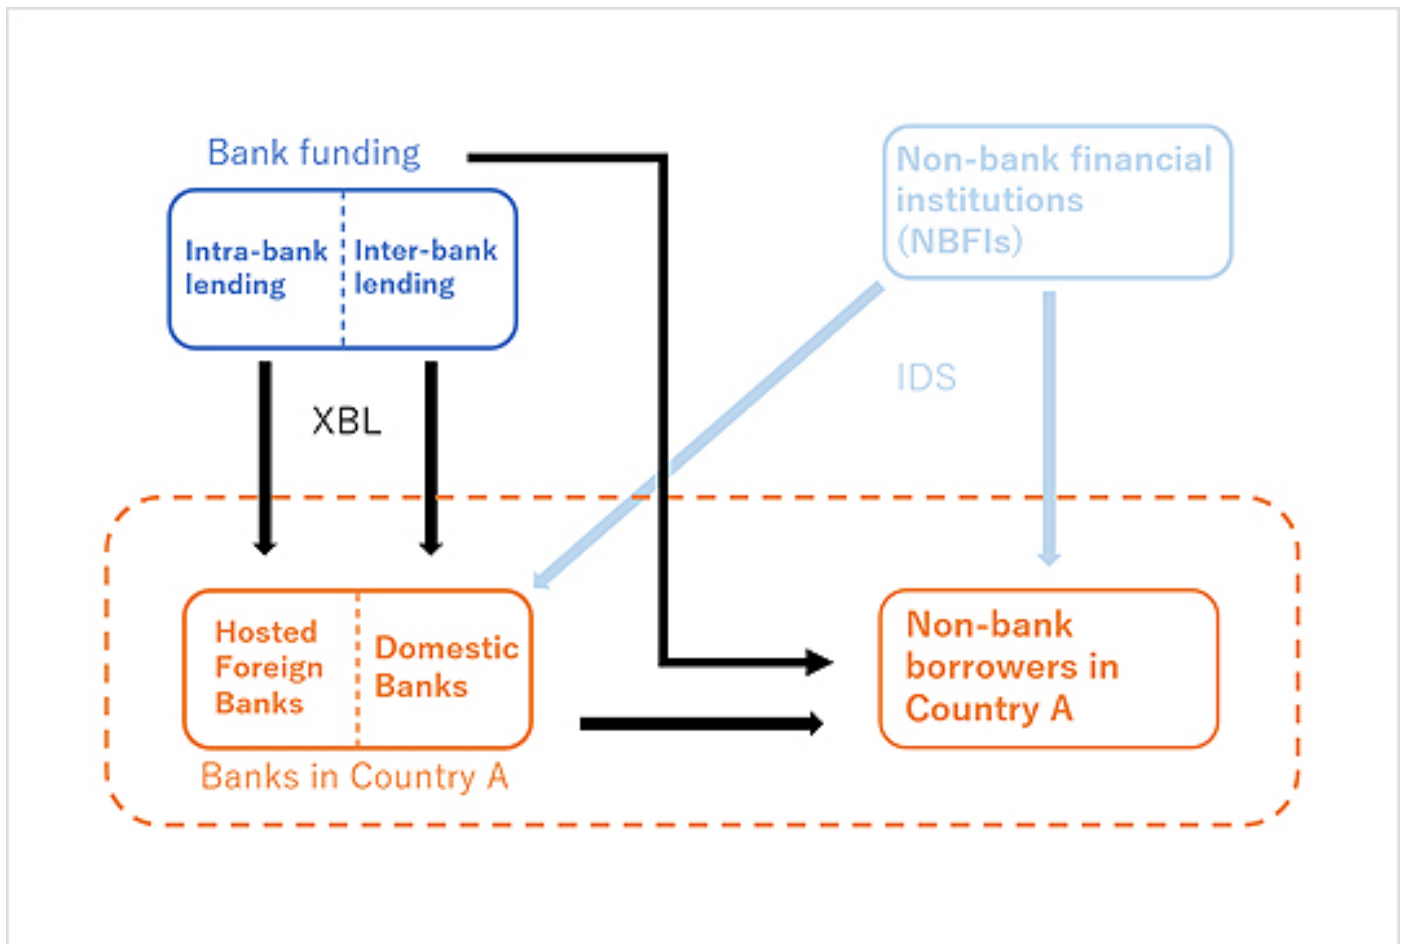 Bank funding
Intra-bank
lending
Inter-bank
lending
Non-bank financial
institutions
(NBFIs)
XBL
IDS
Hosted
Foreign
Banks
Domestic
Banks
Banks in Country A
Non-bank
borrowers in
Country A